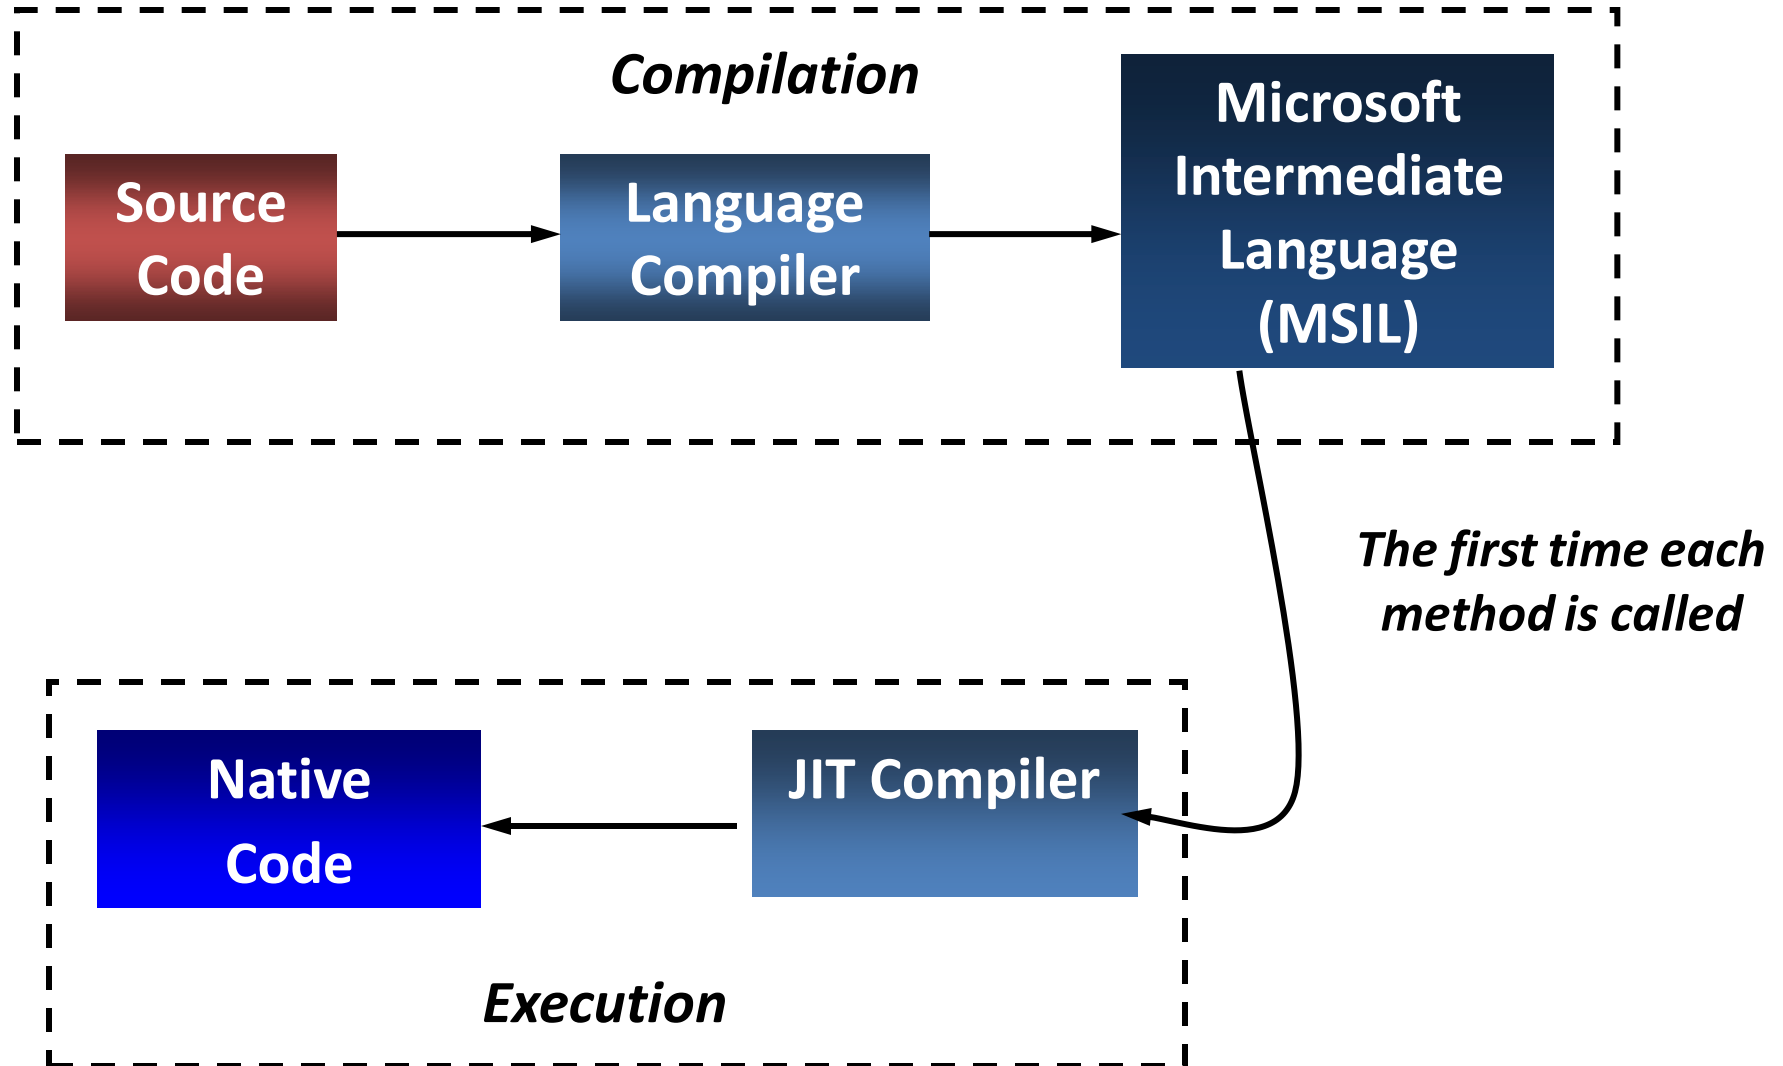 Compilation
Source
Code
Language
Compiler
Microsoft
Intermediate
Language
(MSIL)
The first time each
method is called
Native
Code
JIT Compiler
Execution